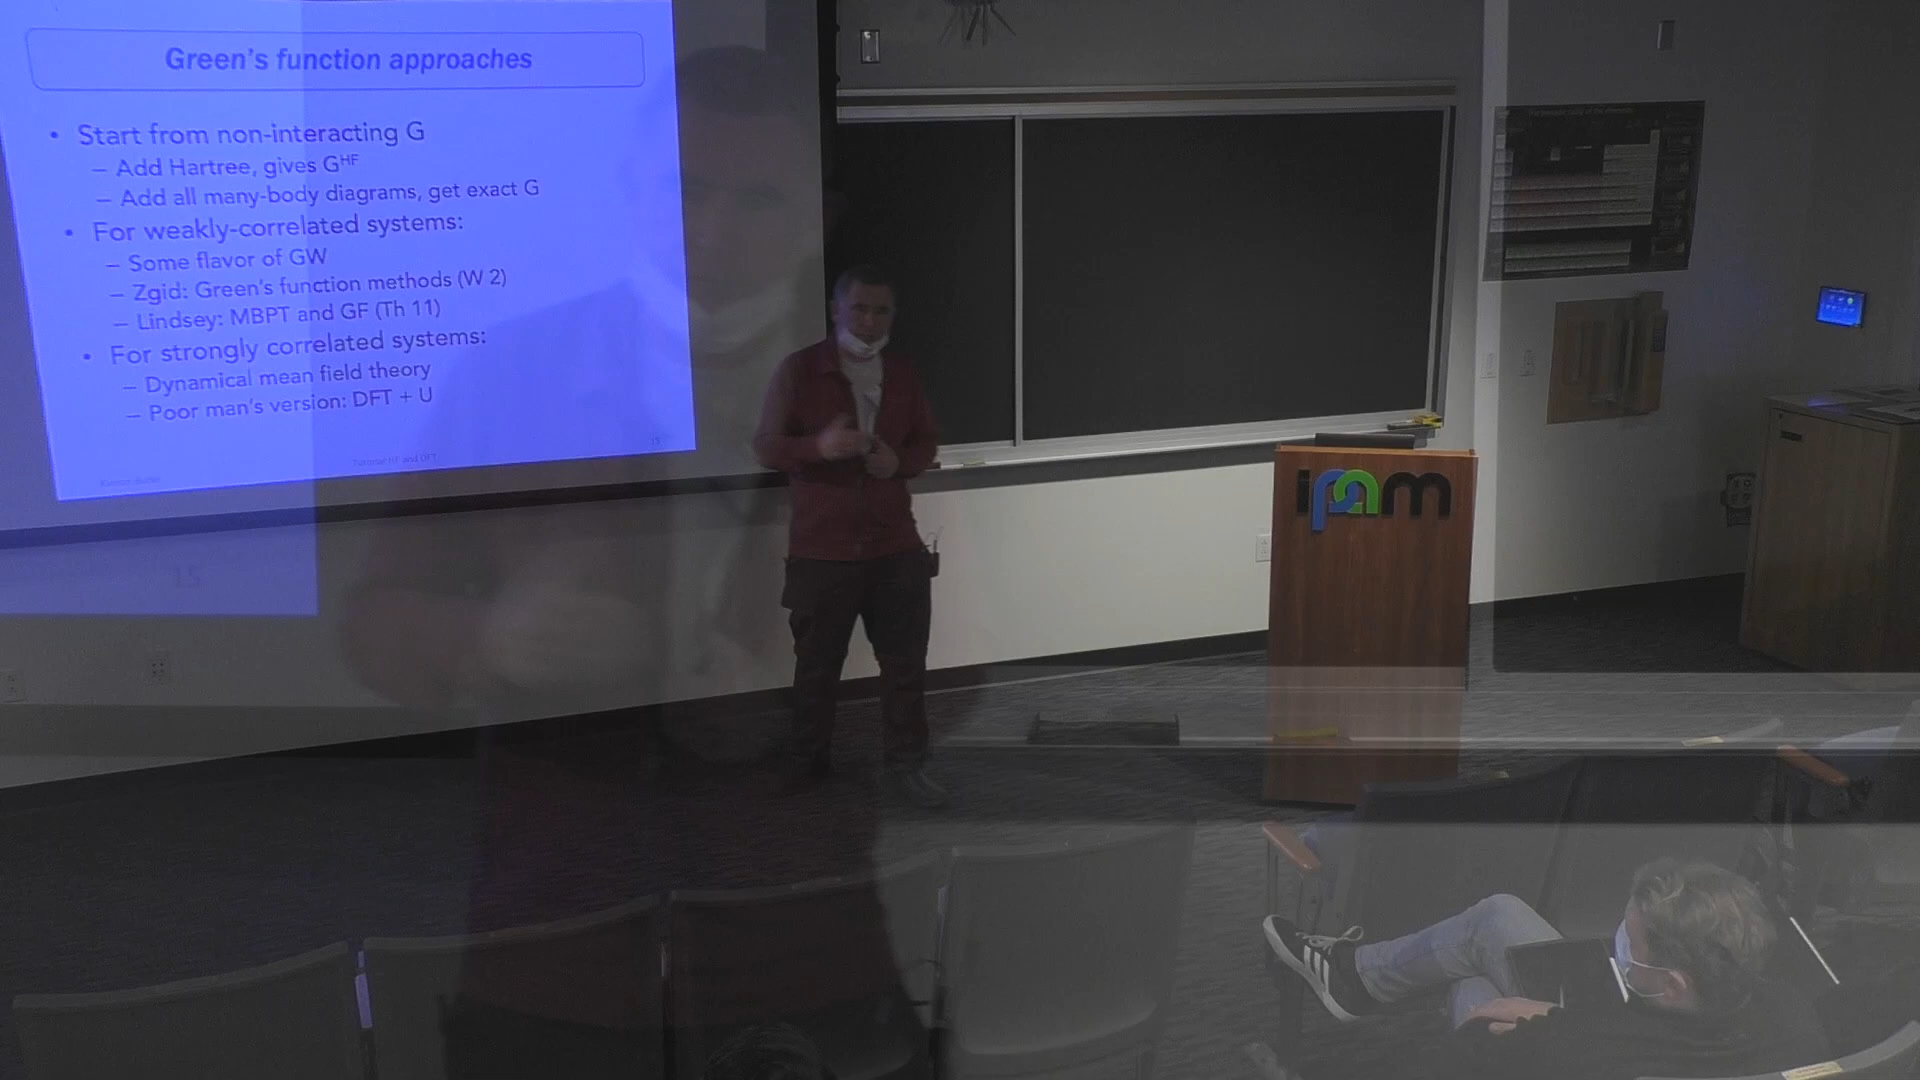 Green's function approaches
• Start from non-interacting G
– Add Hartree, gives G^HF
– Add all many-body diagrams, get exact G
• For weakly-correlated systems:
– Some flavor of GW
– Zgid: Green's function methods (W 2)
– Lindsey: MBPT and GF (Th 11)
• For strongly correlated systems:
– Dynamical mean field theory
– Poor man's version: DFT + U
15
15
ipam